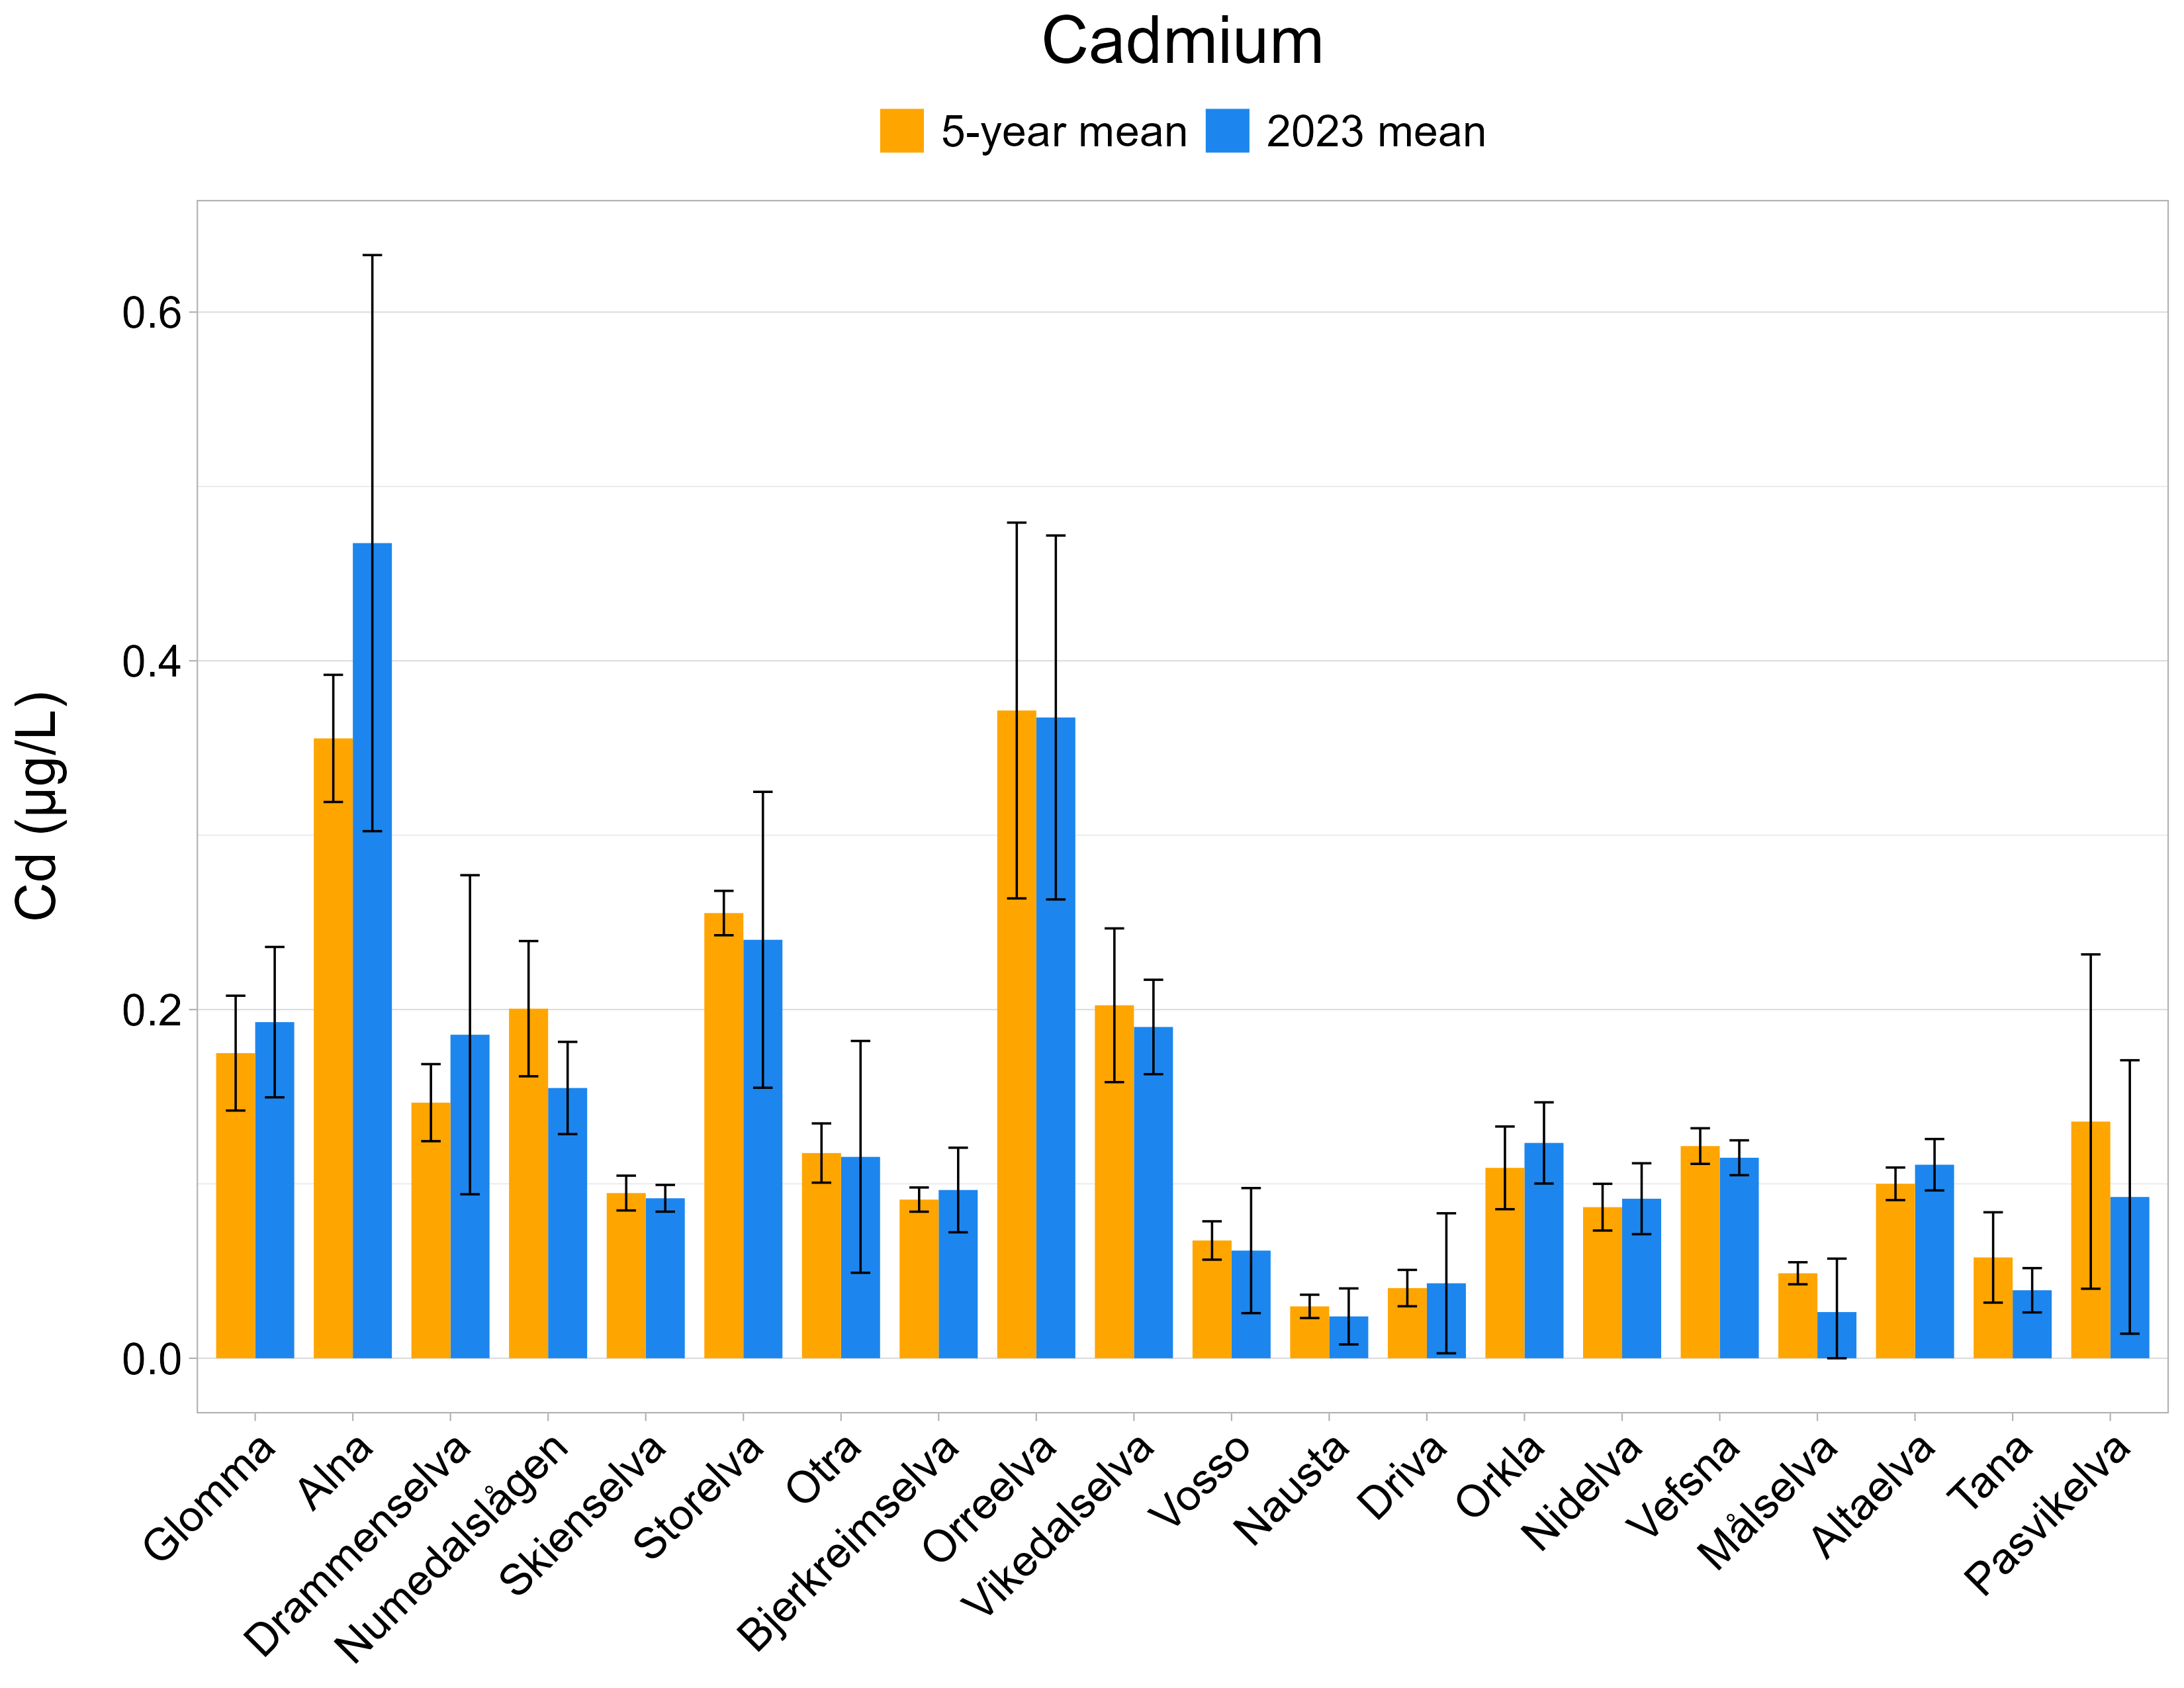 Cadmium
5-year mean 2023 mean
Cd (µg/L)
0.6
0.4
0.2
0.0
Glomma
Alna
Drammenselva
Numedalslågen
Skienselva
Storelva
Otra
Bjerkreimselva
Orreelva
Vikedalselva
Vosso
Nausta
Driva
Orkla
Nidelva
Vefsna
Målselva
Altaelva
Tana
Pasvikelva